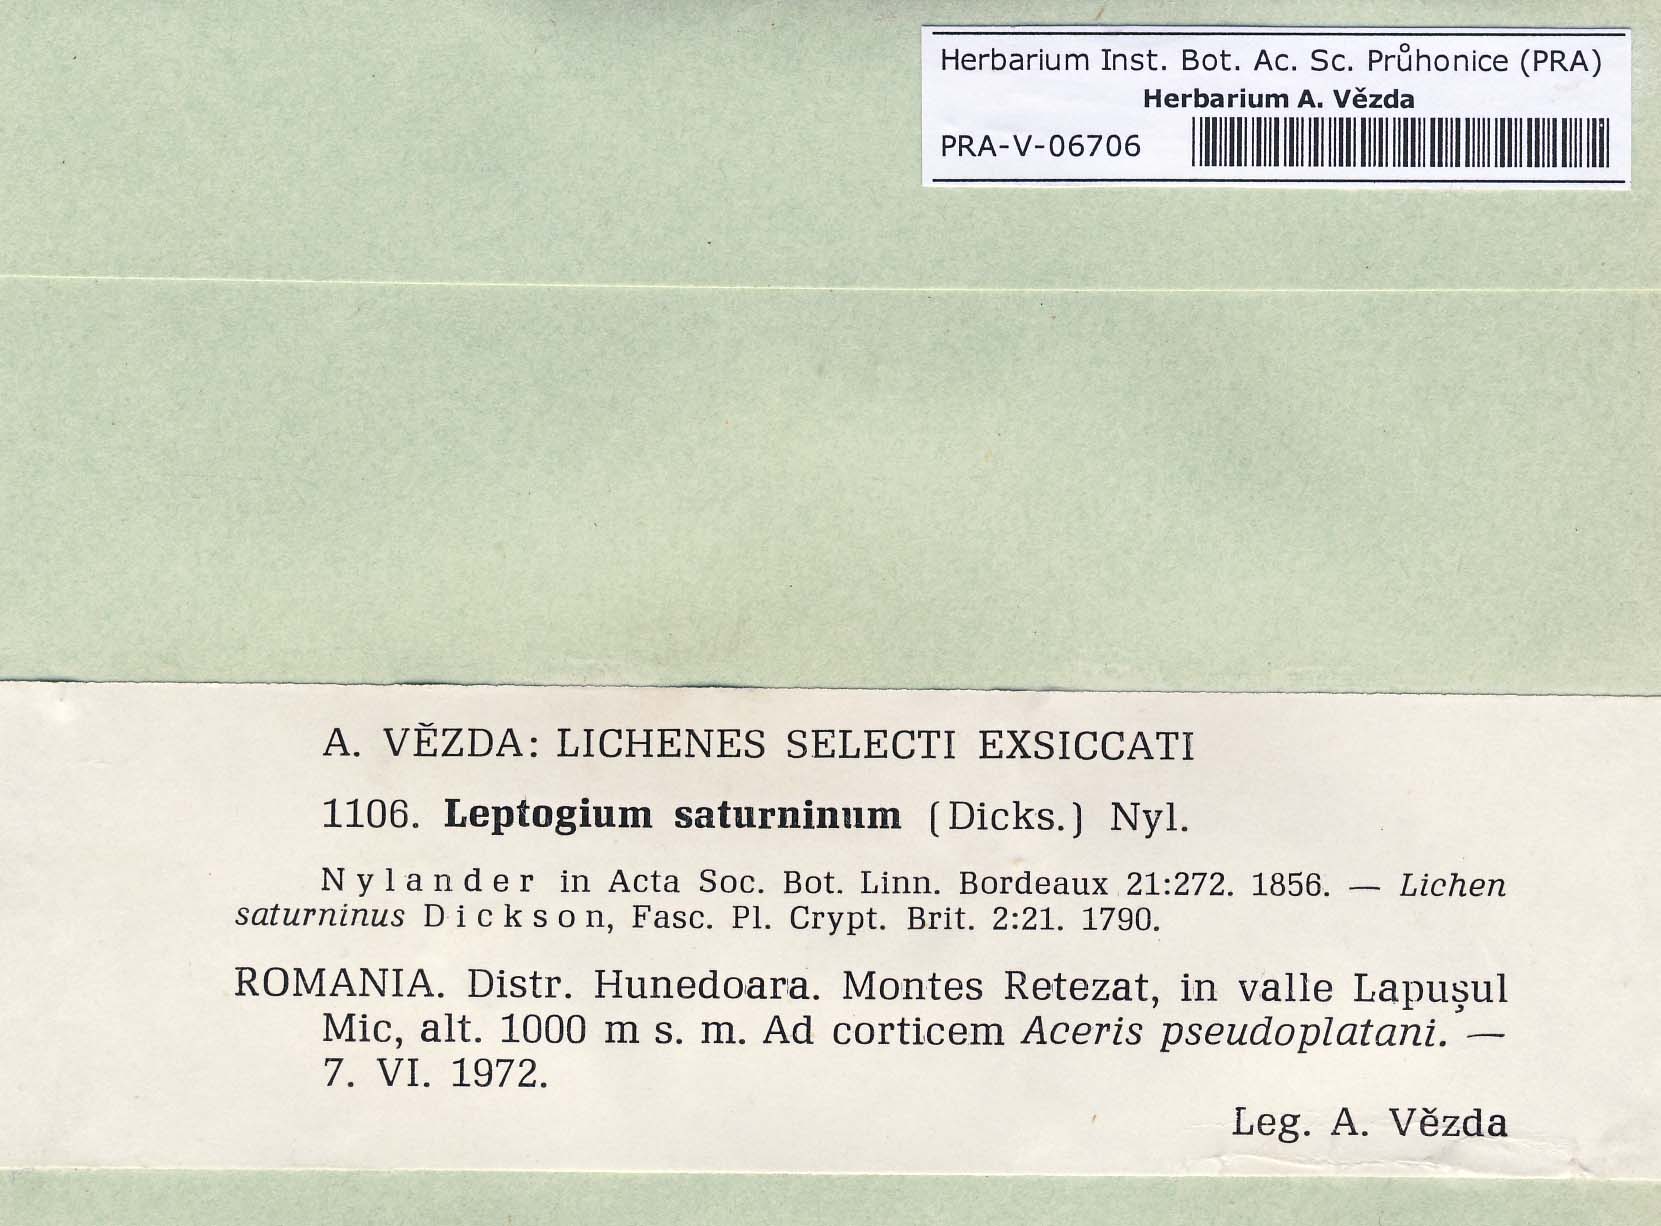 Herbarium Inst. Bot. Ac. Sc. Průhonice (PRA)
Herbarium A. Vězda
PRA-V-06706
A. VĚZDA: LICHENES SELECTI EXSICCATI
1106. Leptogium saturninum (Dicks.) Nyl.
Nylander in Acta Soc. Bot. Linn. Bordeaux 21:272. 1856. — Lichen
saturninus Dickson, Fasc. Pl. Crypt. Brit. 2:21. 1790.
ROMANIA. Distr. Hunedoara. Montes Retezat, in valle Lapușul
Mic, alt. 1000 m s. m. Ad corticem Aceris pseudoplatani. —
7. VI. 1972.
Leg. A. Vězda